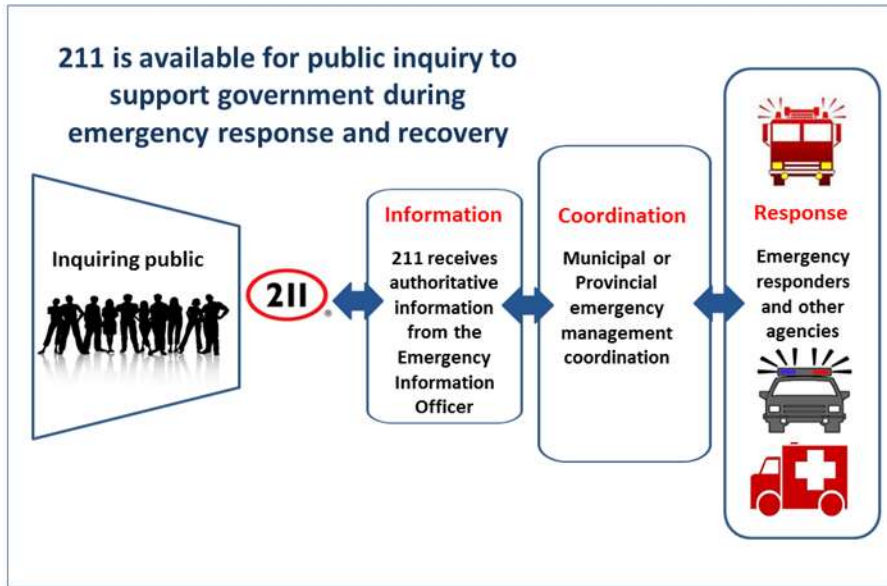 211 is available for public inquiry to
support government during
emergency response and recovery
Inquiring public
211
®
Information
211 receives
authoritative
information
from the
Emergency
Information
Officer
Coordination
Municipal or
Provincial
emergency
management
coordination
Response
Emergency
responders
and other
agencies